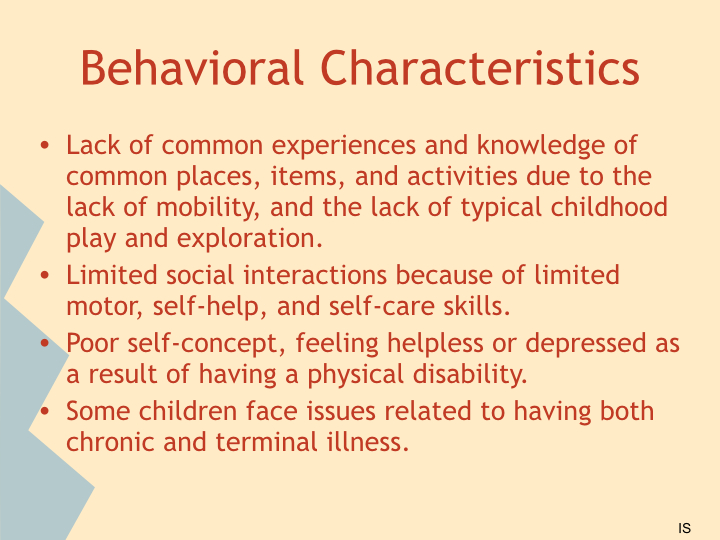 Behavioral Characteristics
• Lack of common experiences and knowledge of
common places, items, and activities due to the
lack of mobility, and the lack of typical childhood
play and exploration.
• Limited social interactions because of limited
motor, self-help, and self-care skills.
• Poor self-concept, feeling helpless or depressed as
a result of having a physical disability.
• Some children face issues related to having both
chronic and terminal illness.
IS